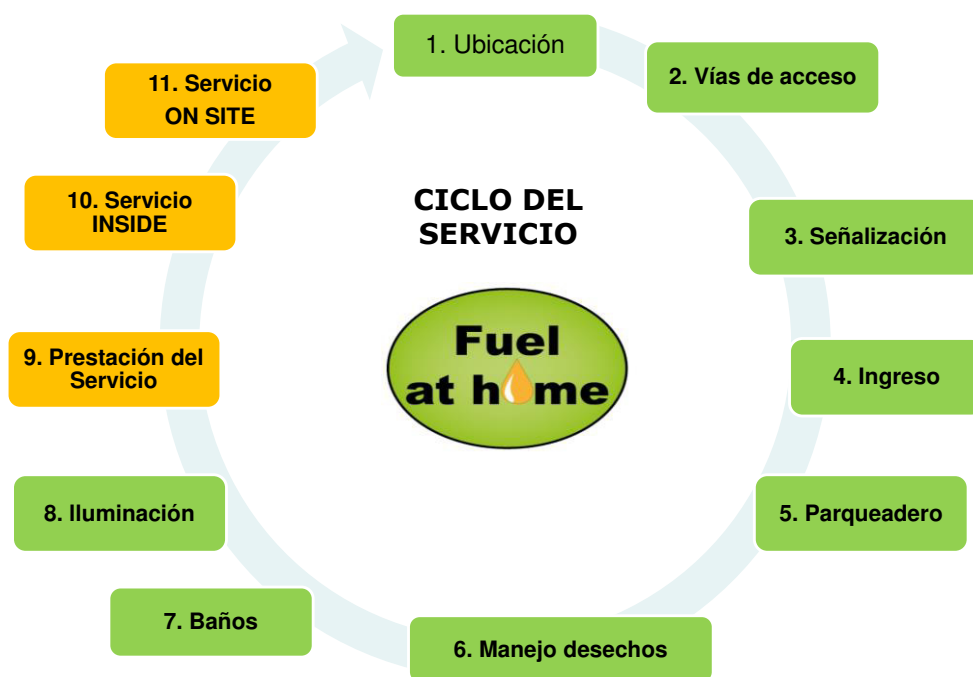 1. Ubicación
2. Vías de acceso
3. Señalización
4. Ingreso
5. Parqueadero
6. Manejo desechos
7. Baños
8. Iluminación
9. Prestación del
Servicio
10. Servicio
INSIDE
11. Servicio
ON SITE
CICLO DEL
SERVICIO
Fuel
at home